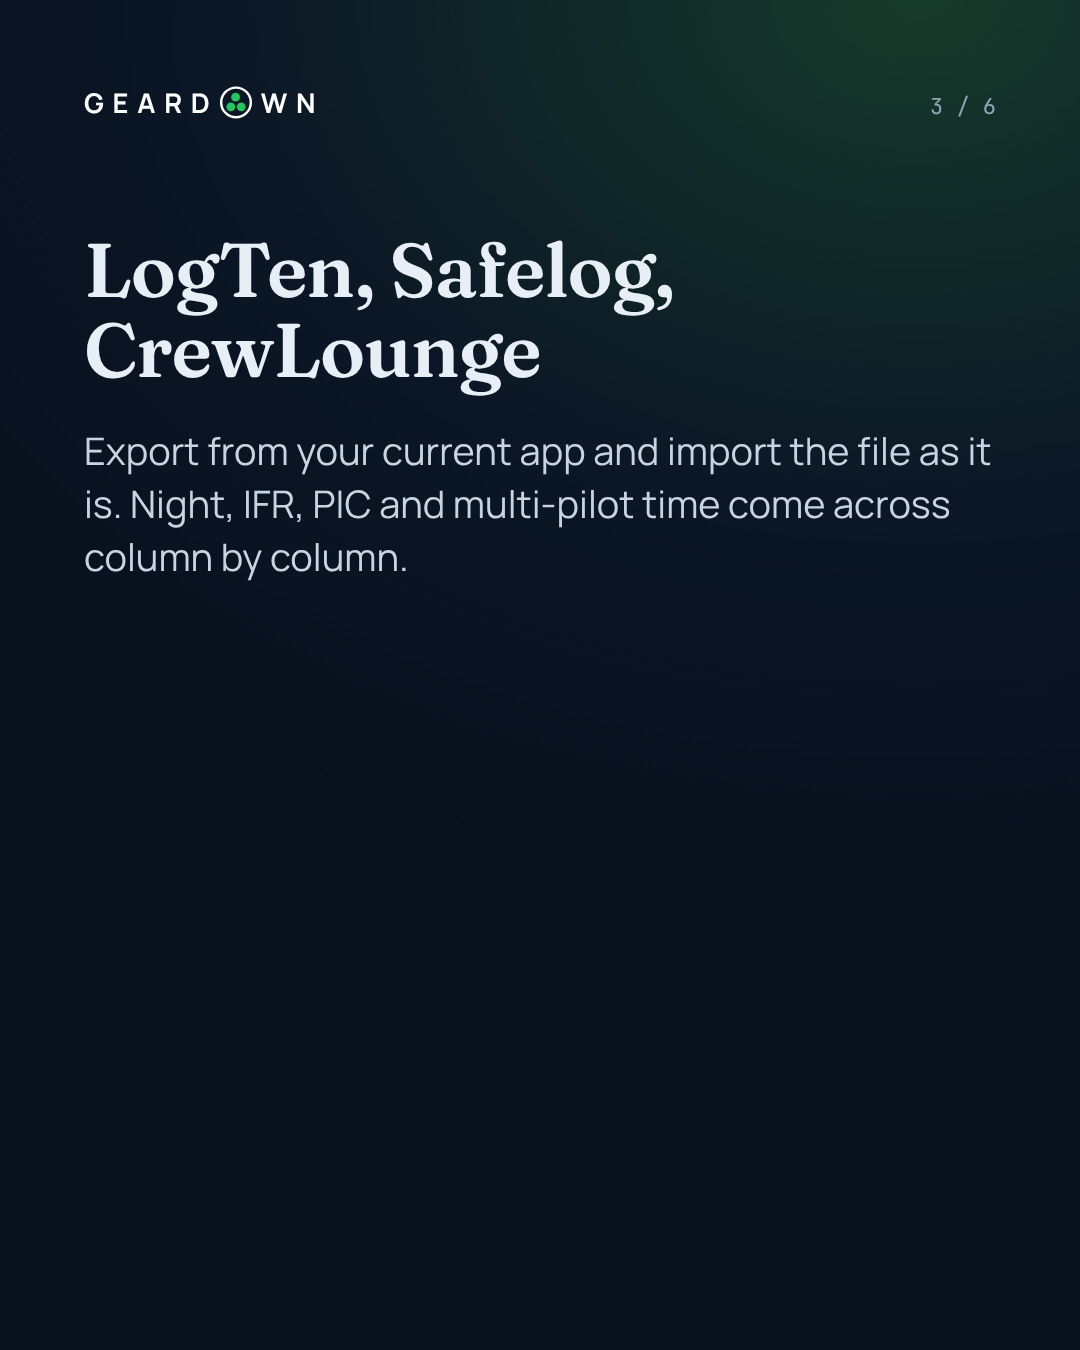 GEARDOWN
3 / 6
LogTen, Safelog,
CrewLounge
Export from your current app and import the file as it
is. Night, IFR, PIC and multi-pilot time come across
column by column.